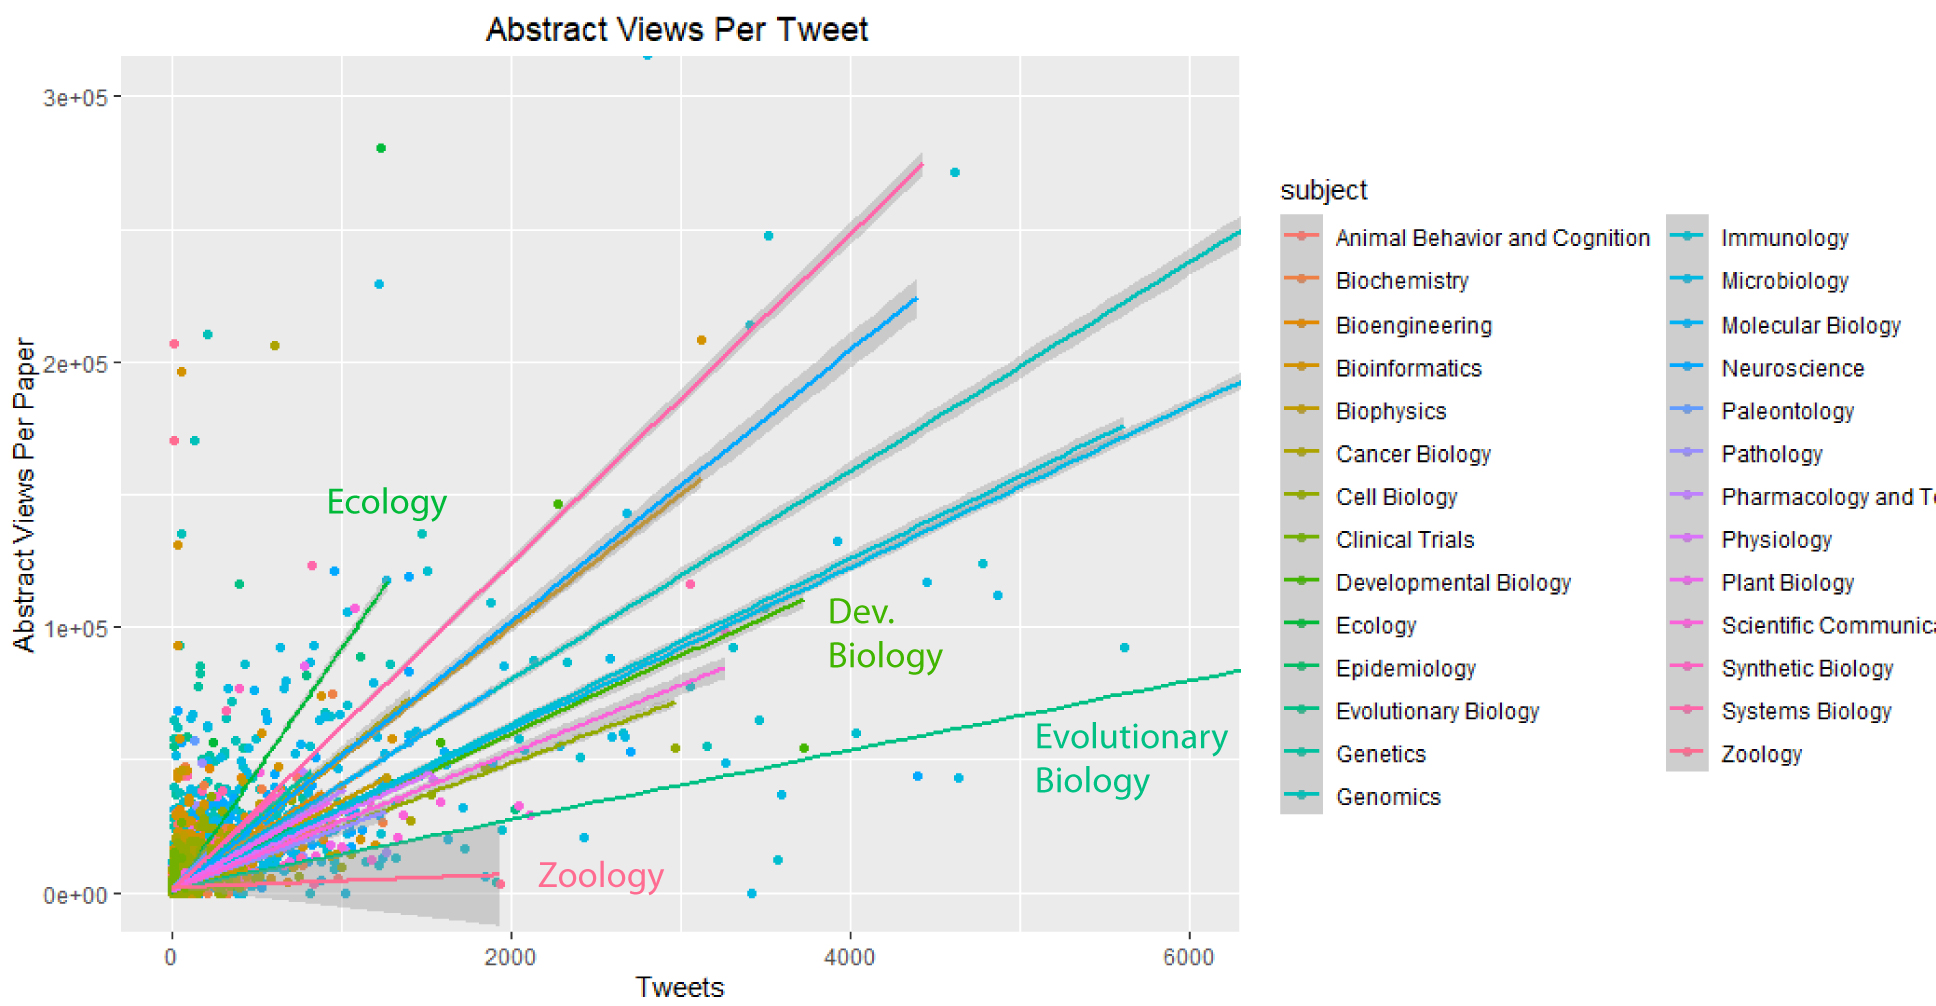 Abstract Views Per Tweet
Abstract Views Per Paper
3e+05
2e+05
1e+05
0e+00
Ecology
Dev.
Biology
Evolutionary
Biology
Zoology
0
2000
4000
6000
Tweets
subject
Animal Behavior and Cognition
Biochemistry
Bioengineering
Bioinformatics
Biophysics
Cancer Biology
Cell Biology
Clinical Trials
Developmental Biology
Ecology
Epidemiology
Evolutionary Biology
Genetics
Genomics
Immunology
Microbiology
Molecular Biology
Neuroscience
Paleontology
Pathology
Pharmacology and
Physiology
Plant Biology
Scientific
Synthetic Biology
Systems Biology
Zoology